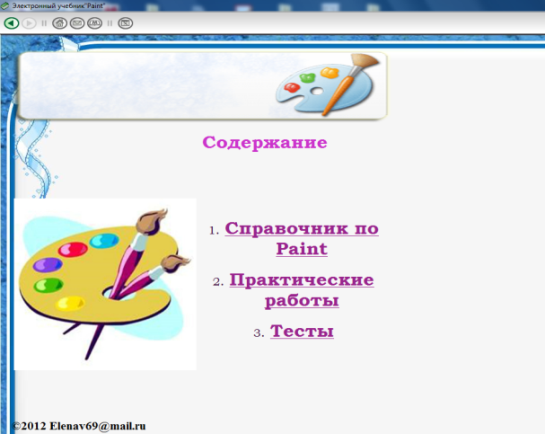 Электронный учебник"Paint"
Содержание
1. Справочник по
Paint
2. Практические
работы
3. Тесты
©2012 Elenav69@mail.ru